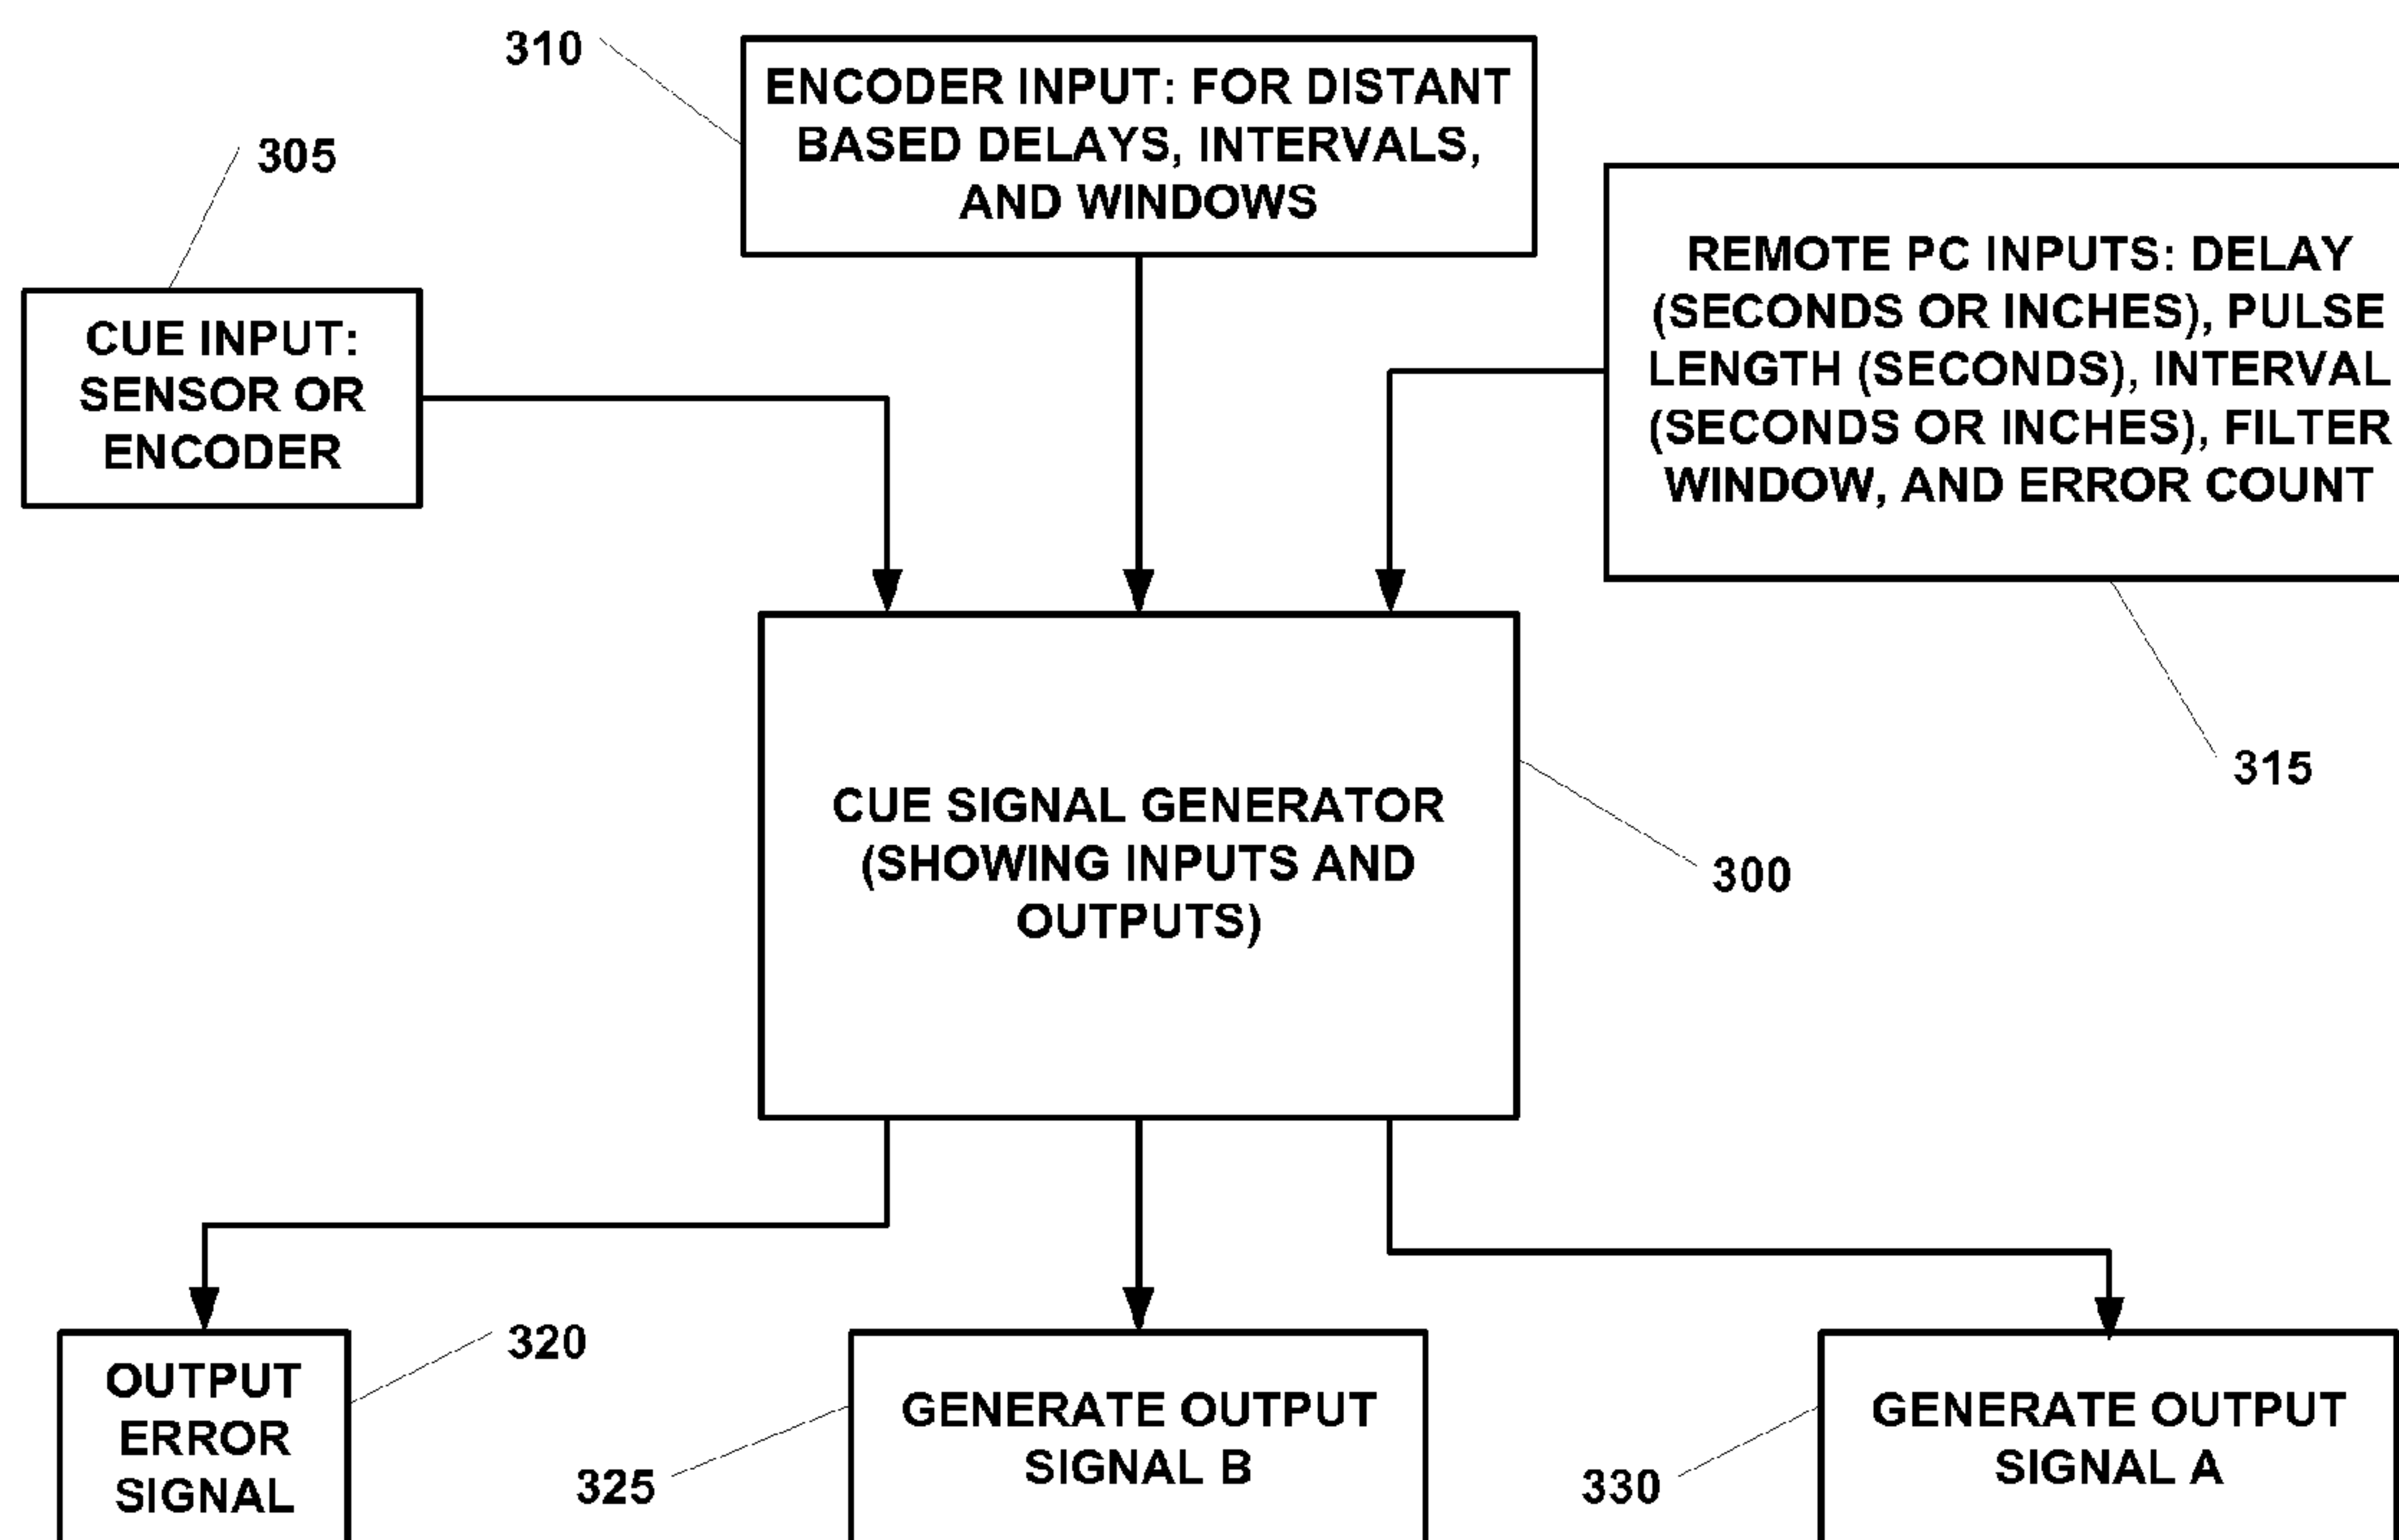 310
ENCODER INPUT: FOR DISTANT
BASED DELAYS, INTERVALS,
AND WINDOWS
305
CUE INPUT:
SENSOR OR
ENCODER
REMOTE PC INPUTS: DELAY
(SECONDS OR INCHES), PULSE
LENGTH (SECONDS), INTERVAL
(SECONDS OR INCHES), FILTER
WINDOW, AND ERROR COUNT
315
CUE SIGNAL GENERATOR
(SHOWING INPUTS AND
OUTPUTS)
300
OUTPUT
ERROR
SIGNAL
320
GENERATE OUTPUT
SIGNAL B
325
GENERATE OUTPUT
SIGNAL A
330